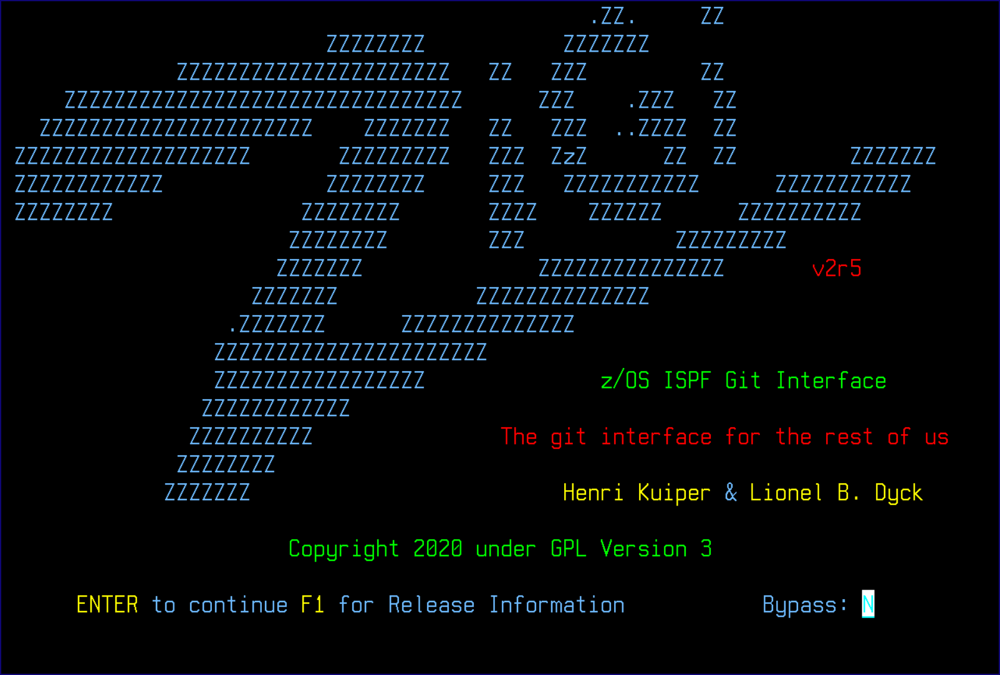 .ZZ. ZZ
ZZZZZZZZ ZZZZZZZ
ZZZZZZZZZZZZZZZZZZZZZZ ZZ ZZZ ZZ
ZZZZZZZZZZZZZZZZZZZZZZZZZZZZZZZZ ZZZ .ZZZ ZZ
ZZZZZZZZZZZZZZZZZZZZZZ ZZZZZZZ ZZ ZZZ ..ZZZZ ZZ
ZZZZZZZZZZZZZZZZZZZ ZZZZZZZZZ ZZZ ZzZ ZZ ZZ ZZZZZZZ
ZZZZZZZZZZZZ ZZZZZZZZ ZZZ ZZZZZZZZZZZ ZZZZZZZZZZZ
ZZZZZZZZ ZZZZZZZZ ZZZZ ZZZZZZ ZZZZZZZZZZ
ZZZZZZZZ ZZZ ZZZZZZZZZ
ZZZZZZZ ZZZZZZZZZZZZZZZ v2r5
ZZZZZZZ ZZZZZZZZZZZZZZ
.ZZZZZZZ ZZZZZZZZZZZZZZ
ZZZZZZZZZZZZZZZZZZZZZZ
ZZZZZZZZZZZZZZZZZ z/OS ISPF Git Interface
ZZZZZZZZZZZZ
ZZZZZZZZZZ The git interface for the rest of us
ZZZZZZZZ
ZZZZZZZ Henri Kuiper & Lionel B. Dyck
Copyright 2020 under GPL Version 3
ENTER to continue F1 for Release Information Bypass: N